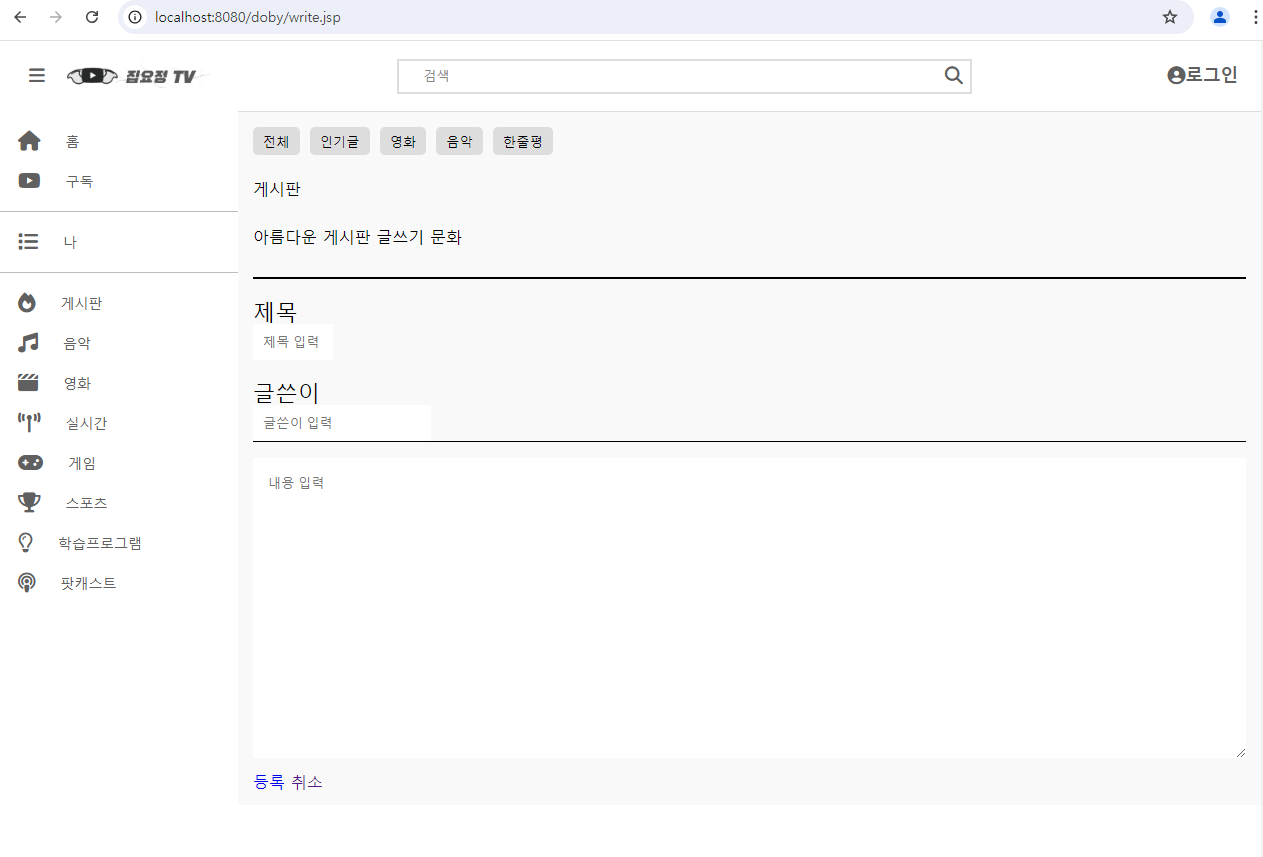 localhost:8080/doby/write.jsp
집요정 TV
검색
로그인
홈
구독
나
게시판
음악
영화
실시간
게임
스포츠
학습프로그램
팟캐스트
전체 인기글 영화 음악 한줄평
게시판
아름다운 게시판 글쓰기 문화
제목
제목 입력
글쓴이
글쓴이 입력
내용 입력
등록 취소